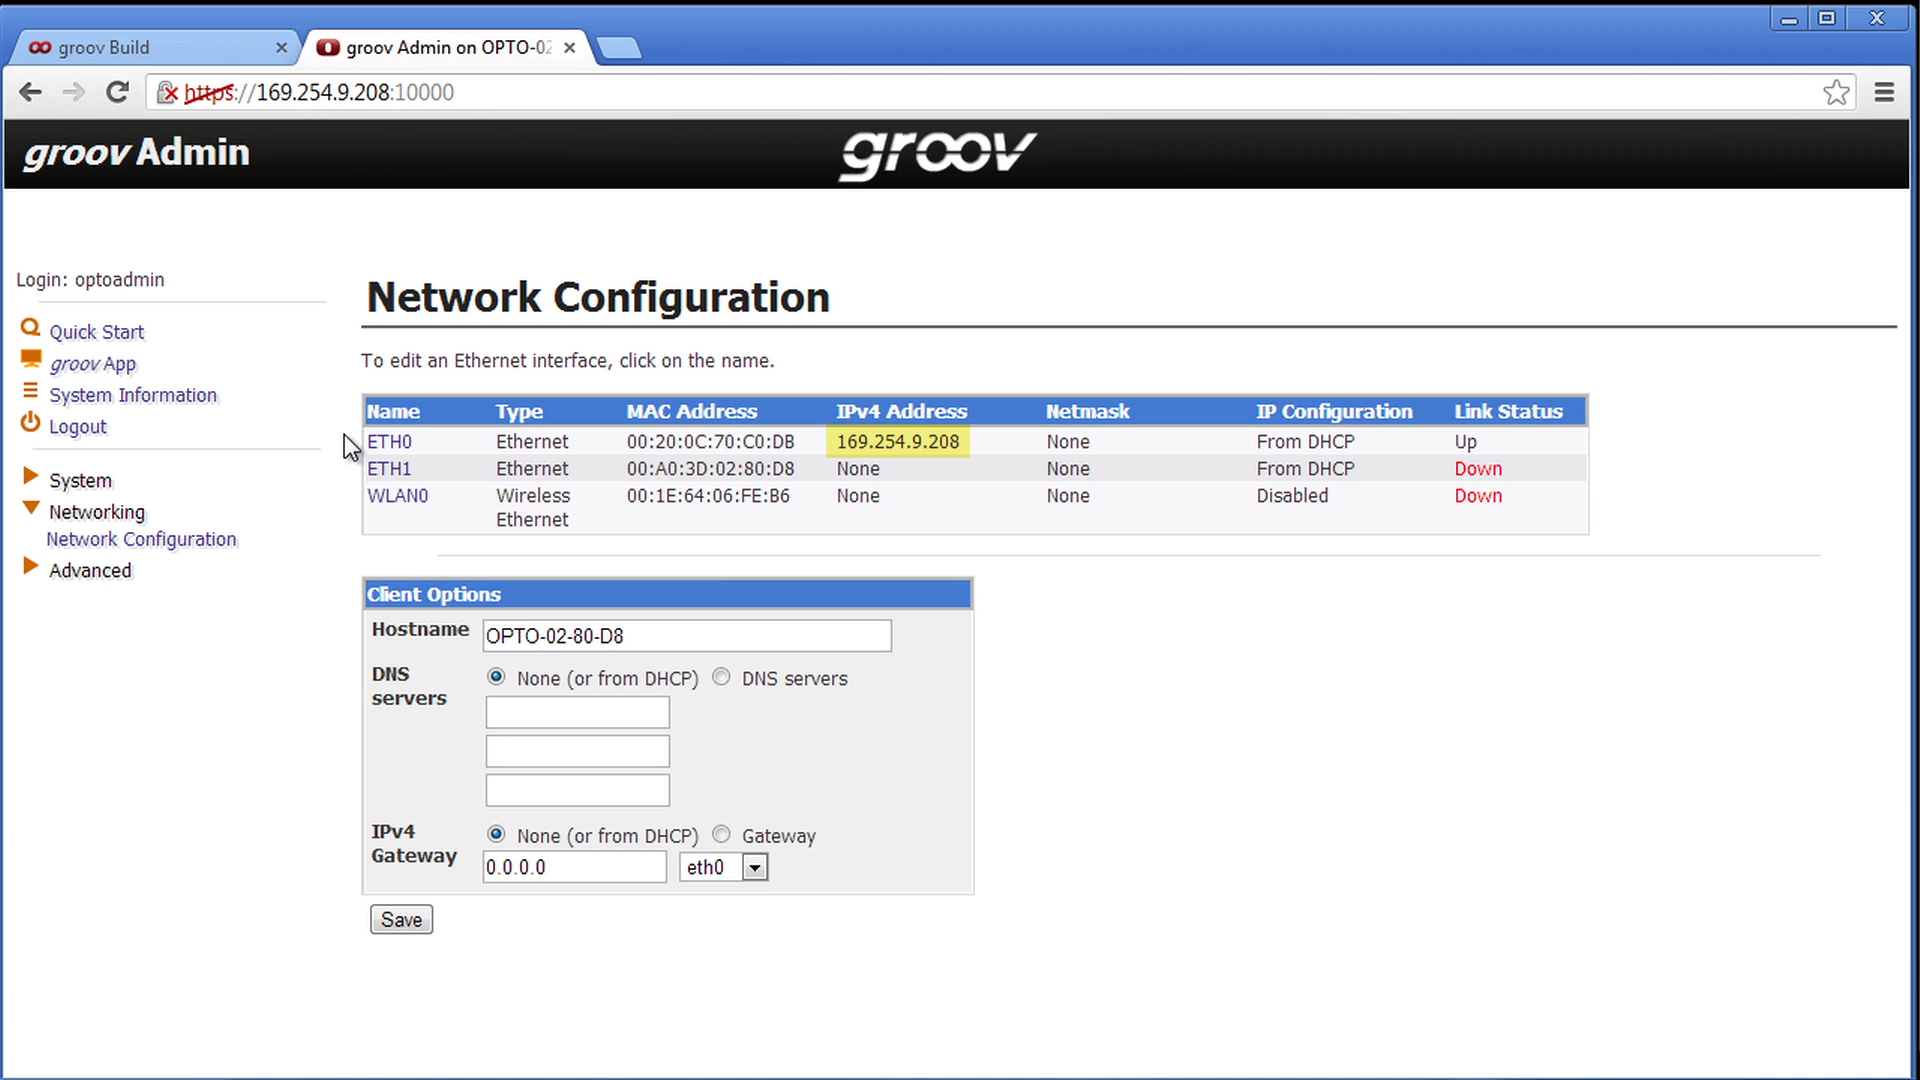 groov Build
groov Admin on OPTO-02
https://169.254.9.208:10000
groov Admin
groov
Login: optoadmin
Quick Start
groov App
System Information
Logout
System
Networking
Network Configuration
Advanced
Network Configuration
To edit an Ethernet interface, click on the name.
Name Type MAC Address IPv4 Address Netmask IP Configuration Link Status
ETH0 Ethernet 00:20:0C:70:C0:DB 169.254.9.208 None From DHCP Up
ETH1 Ethernet 00:A0:3D:02:80:D8 None None From DHCP Down
WLAN0 Wireless 00:1E:64:06:FE:B6 None None Disabled Down
Ethernet
Client Options
Hostname OPTO-02-80-D8
DNS None (or from DHCP) DNS servers
servers
IPv4 None (or from DHCP) Gateway
Gateway 0.0.0.0 eth0
Save